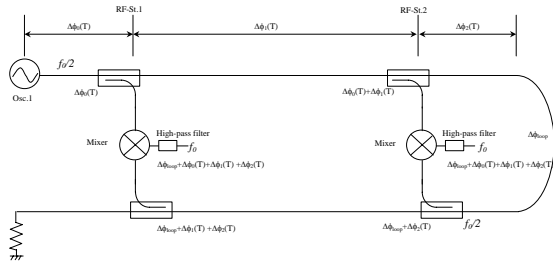 RF-St.1
RF-St.2
Δϕ₀(T)
Δϕ₁(T)
Δϕ₂(T)
f₀/2
Osc.1
Δϕ₀(T)
Δϕ₀(T)+Δϕ₁(T)
Δϕloop
Mixer
High-pass filter
f₀
Δϕloop+Δϕ₀(T)+Δϕ₁(T) +Δϕ₂(T)
Mixer
High-pass filter
f₀
Δϕloop+Δϕ₀(T)+Δϕ₁(T) +Δϕ₂(T)
Δϕloop+Δϕ₁(T) +Δϕ₂(T)
Δϕloop+Δϕ₂(T)
f₀/2